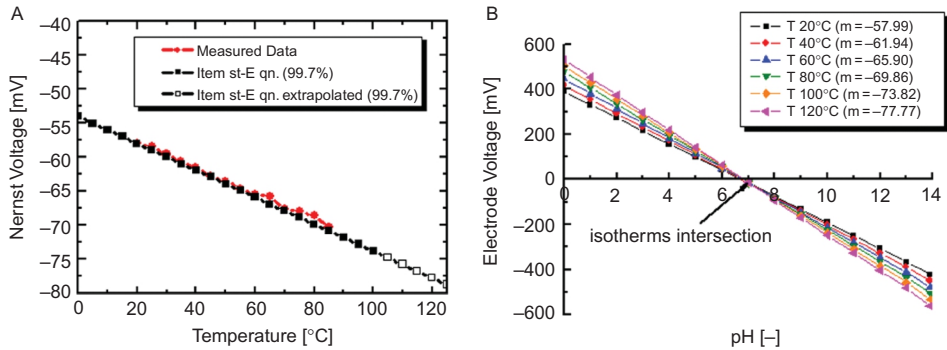 A
Nernst Voltage [mV]
–40
–45
–50
–55
–60
–65
–70
–75
–80
Measured Data
Item st-E qn. (99.7%)
Item st-E qn. extrapolated (99.7%)
0 20 40 60 80 100 120
Temperature [°C]
B
Electrode Voltage [mV]
600
400
200
0
–200
–400
–600
T 20°C (m = –57.99)
T 40°C (m = –61.94)
T 60°C (m = –65.90)
T 80°C (m = –69.86)
T 100°C (m = –73.82)
T 120°C (m = –77.77)
0 2 4 6 8 10 12 14
isotherms intersection
pH [–]